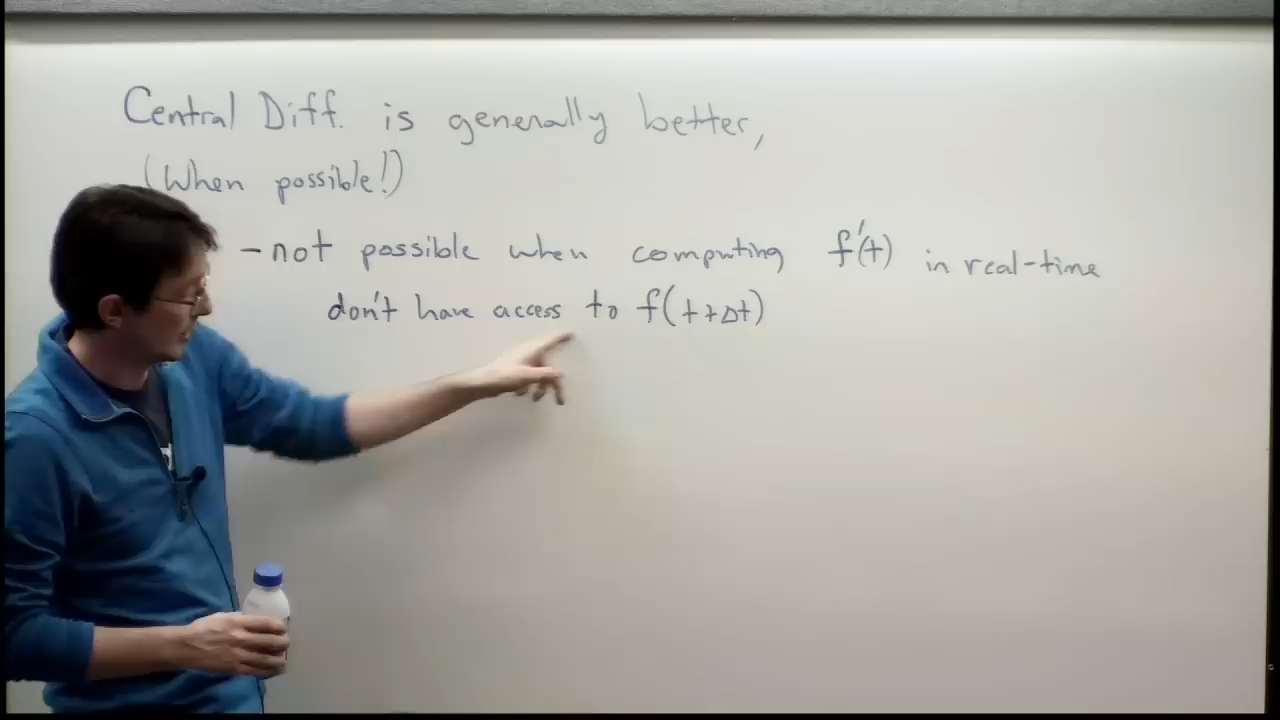 Central Diff. is generally better,
(When possible!)
- not possible when computing f'(t) in real-time
don't have access to f(t+Δt)